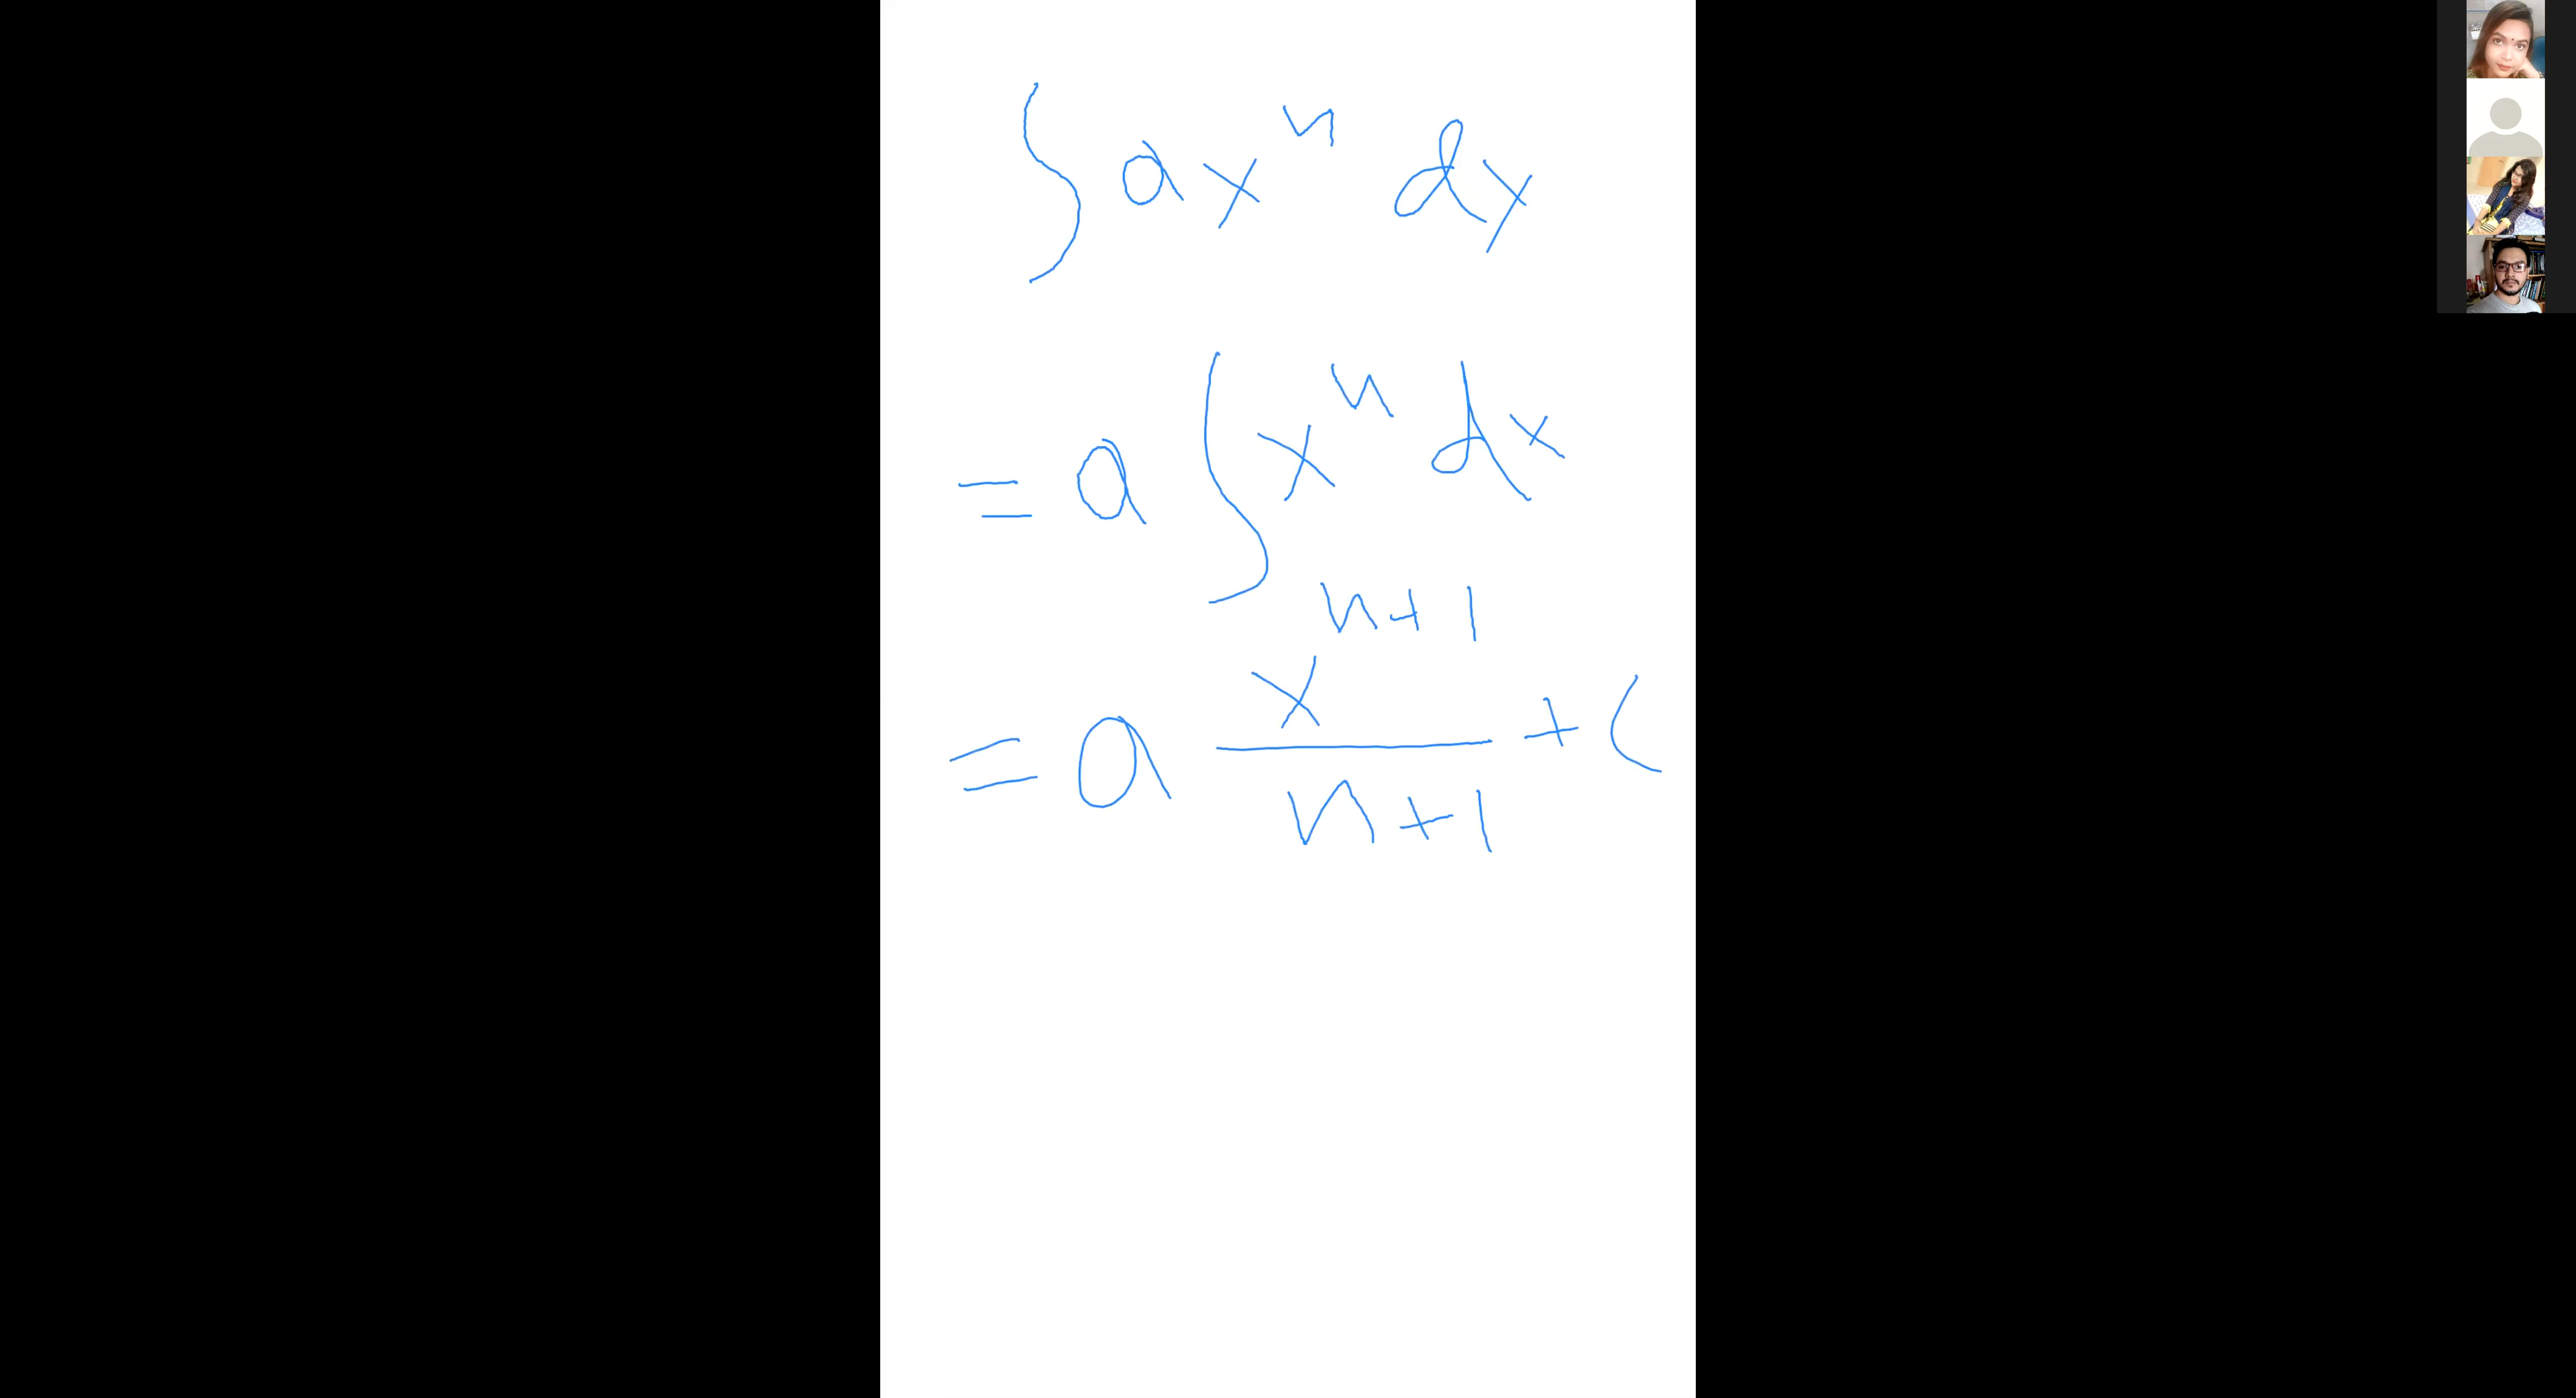 ∫ ax^n dx
= a ∫ x^n dx
= a x^(n+1)/(n+1) + C